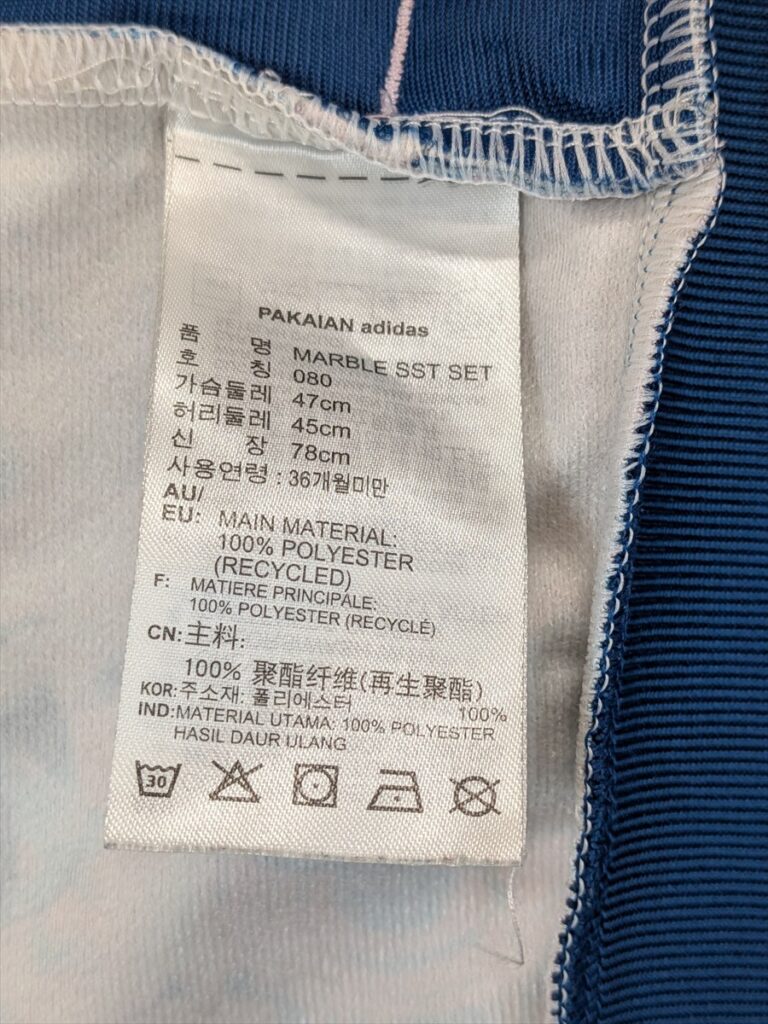 PAKAIAN adidas
품 명 MARBLE SST SET
호 칭 080
가슴둘레 47cm
허리둘레 45cm
신 장 78cm
사용연령 : 36개월미만
AU/
EU: MAIN MATERIAL:
100% POLYESTER
(RECYCLED)
F: MATIERE PRINCIPALE:
100% POLYESTER (RECYCLÉ)
CN:主料:
100% 聚酯纤维(再生聚酯)
KOR:주소재: 폴리에스터 100%
IND:MATERIAL UTAMA: 100% POLYESTER
HASIL DAUR ULANG
30